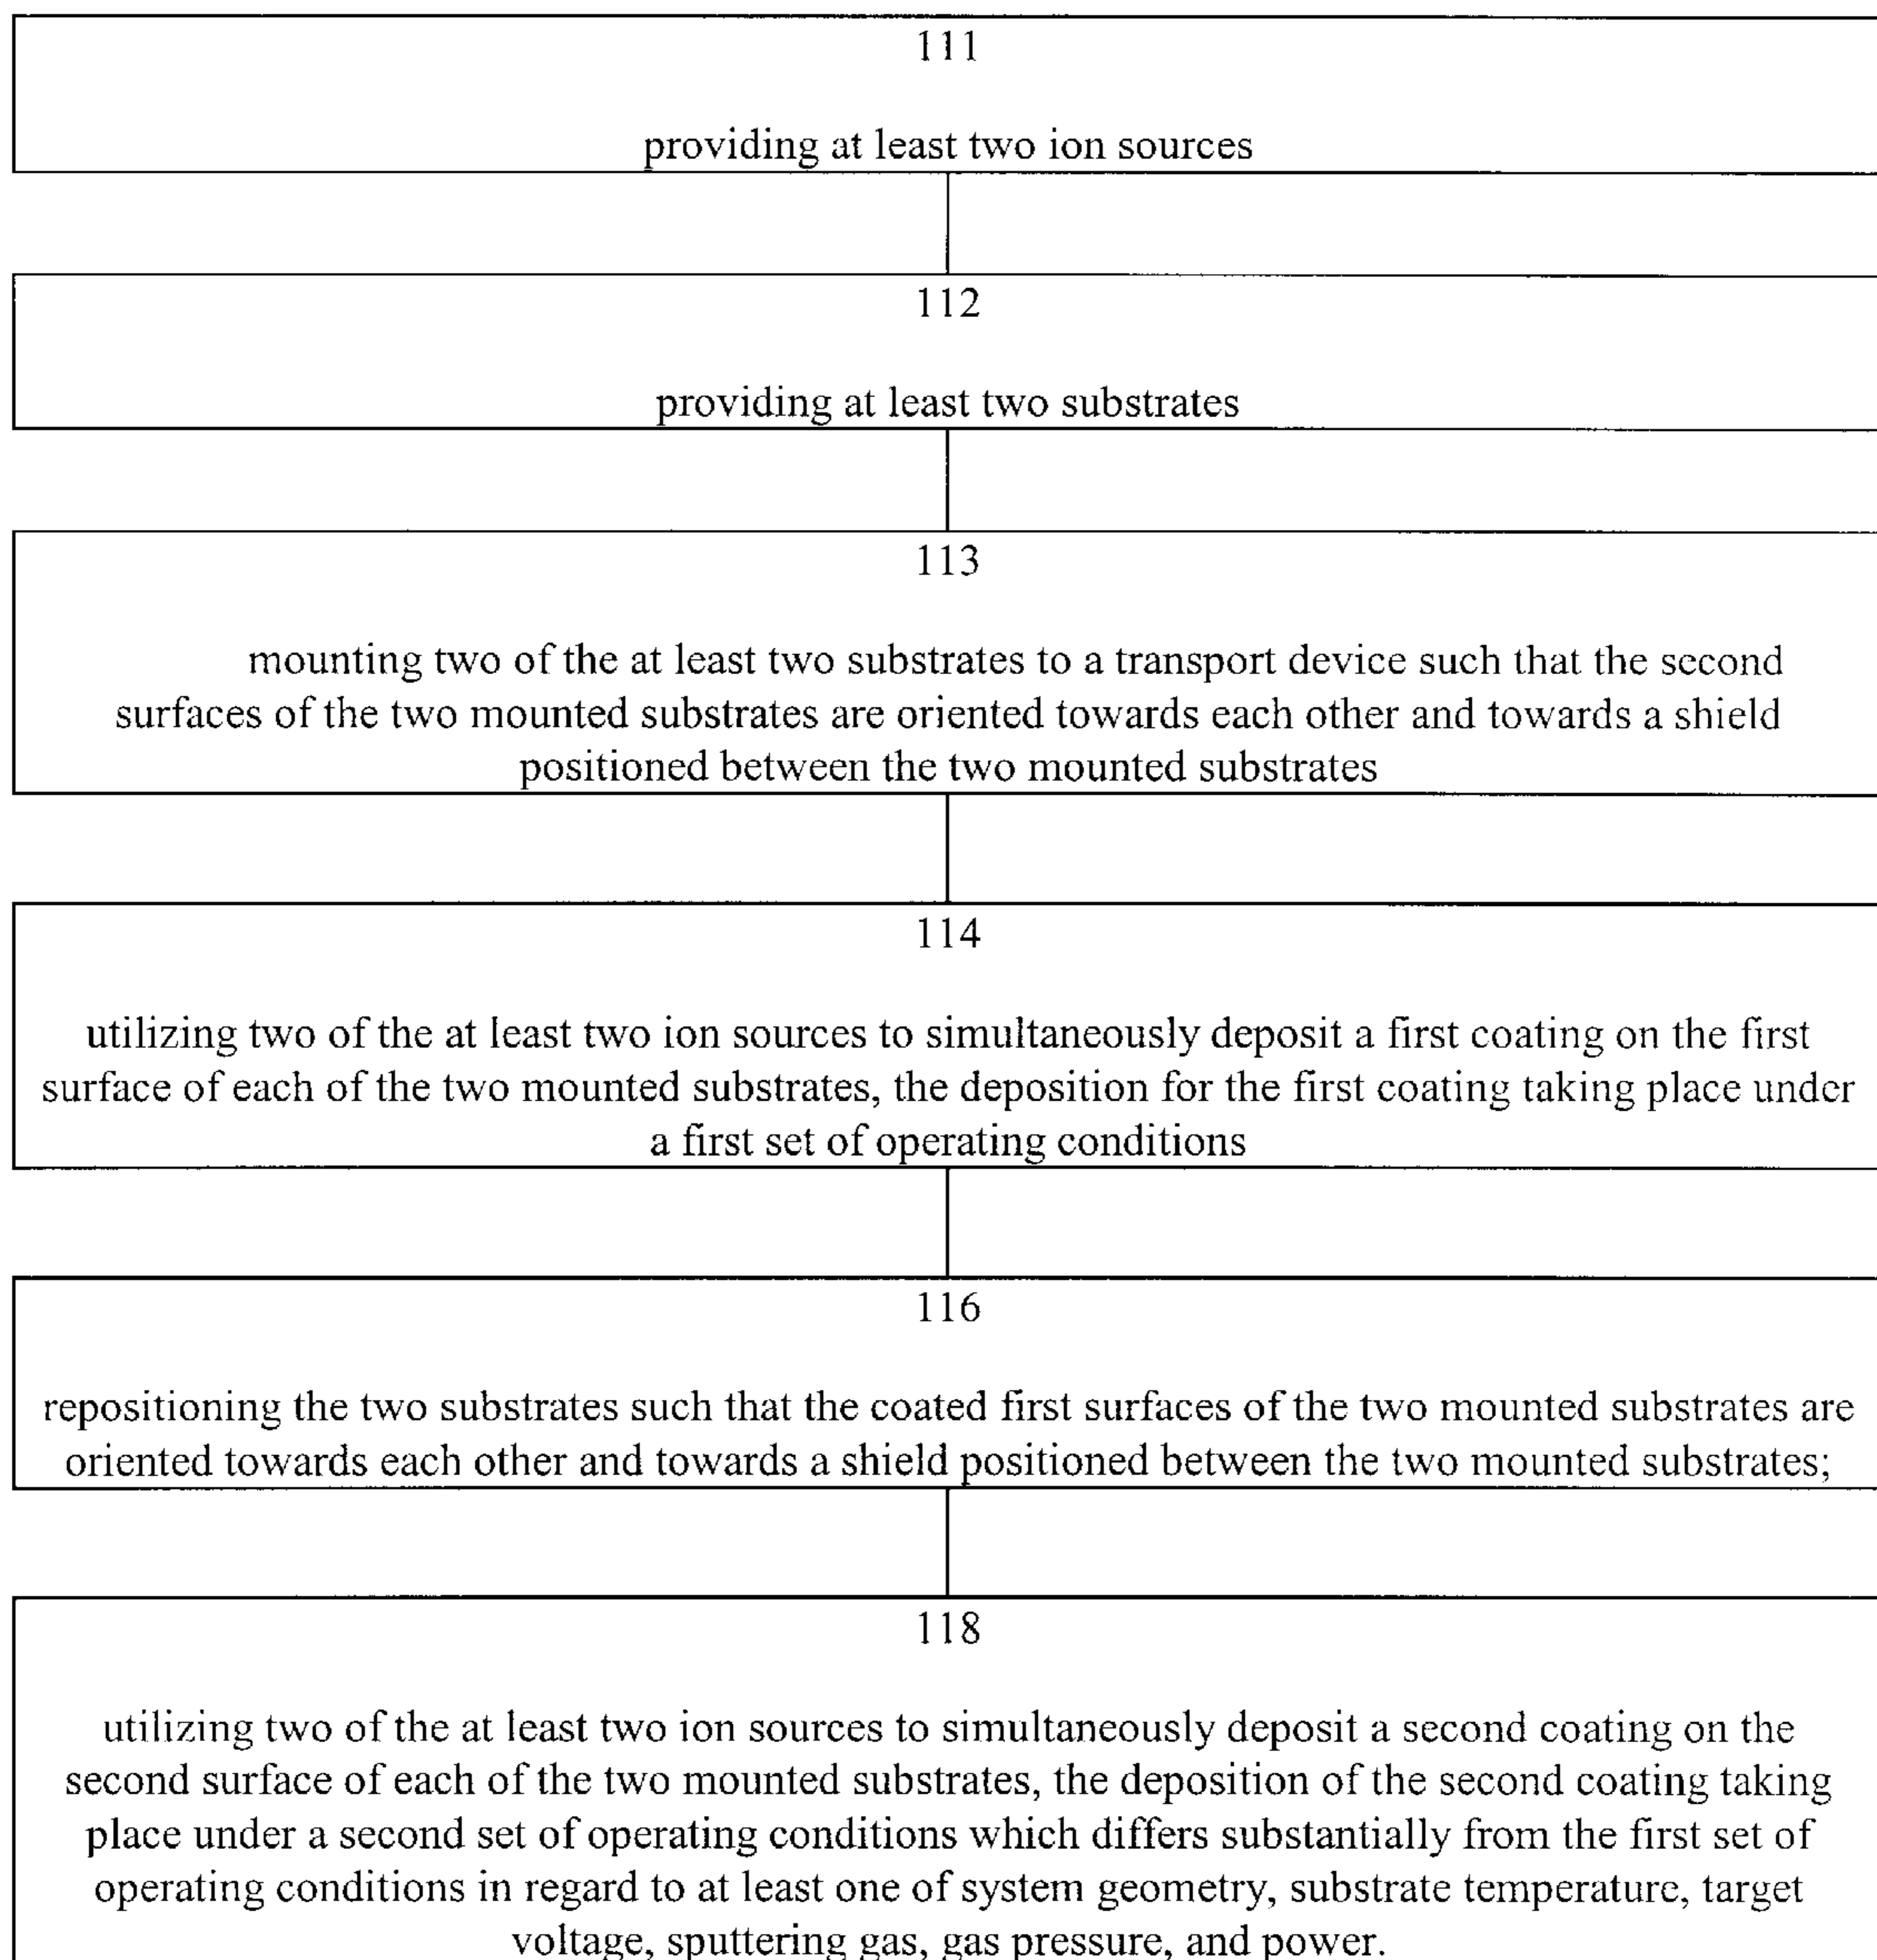 111
providing at least two ion sources
112
providing at least two substrates
113
mounting two of the at least two substrates to a transport device such that the second
surfaces of the two mounted substrates are oriented towards each other and towards a shield
positioned between the two mounted substrates
114
utilizing two of the at least two ion sources to simultaneously deposit a first coating on the first
surface of each of the two mounted substrates, the deposition for the first coating taking place under
a first set of operating conditions
116
repositioning the two substrates such that the coated first surfaces of the two mounted substrates are
oriented towards each other and towards a shield positioned between the two mounted substrates;
118
utilizing two of the at least two ion sources to simultaneously deposit a second coating on the
second surface of each of the two mounted substrates, the deposition of the second coating taking
place under a second set of operating conditions which differs substantially from the first set of
operating conditions in regard to at least one of system geometry, substrate temperature, target
voltage, sputtering gas, gas pressure, and power.